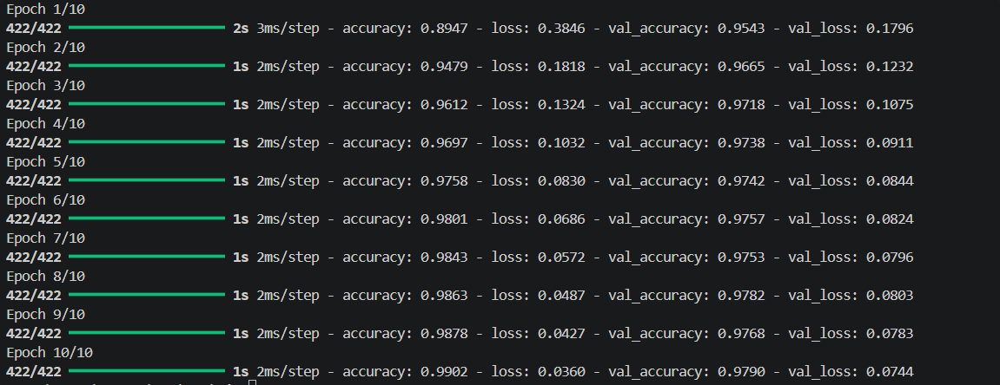 Epoch 1/10
422/422 2s 3ms/step - accuracy: 0.8947 - loss: 0.3846 - val_accuracy: 0.9543 - val_loss: 0.1796
Epoch 2/10
422/422 1s 2ms/step - accuracy: 0.9479 - loss: 0.1818 - val_accuracy: 0.9665 - val_loss: 0.1232
Epoch 3/10
422/422 1s 2ms/step - accuracy: 0.9612 - loss: 0.1324 - val_accuracy: 0.9718 - val_loss: 0.1075
Epoch 4/10
422/422 1s 2ms/step - accuracy: 0.9697 - loss: 0.1032 - val_accuracy: 0.9738 - val_loss: 0.0911
Epoch 5/10
422/422 1s 2ms/step - accuracy: 0.9758 - loss: 0.0830 - val_accuracy: 0.9742 - val_loss: 0.0844
Epoch 6/10
422/422 1s 2ms/step - accuracy: 0.9801 - loss: 0.0686 - val_accuracy: 0.9757 - val_loss: 0.0824
Epoch 7/10
422/422 1s 2ms/step - accuracy: 0.9843 - loss: 0.0572 - val_accuracy: 0.9753 - val_loss: 0.0796
Epoch 8/10
422/422 1s 2ms/step - accuracy: 0.9863 - loss: 0.0487 - val_accuracy: 0.9782 - val_loss: 0.0803
Epoch 9/10
422/422 1s 2ms/step - accuracy: 0.9878 - loss: 0.0427 - val_accuracy: 0.9768 - val_loss: 0.0783
Epoch 10/10
422/422 1s 2ms/step - accuracy: 0.9902 - loss: 0.0360 - val_accuracy: 0.9790 - val_loss: 0.0744